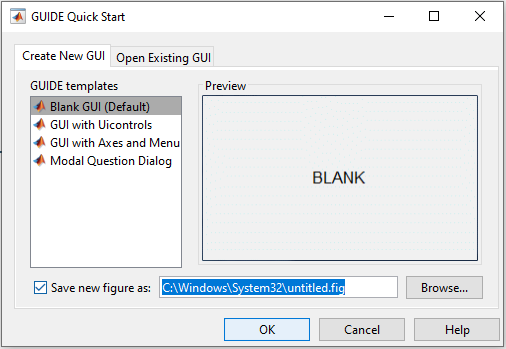 GUIDE Quick Start
Create New GUI
Open Existing GUI
GUIDE templates
Blank GUI (Default)
GUI with Uicontrols
GUI with Axes and Menu
Modal Question Dialog
Preview
BLANK
Save new figure as:
C:\Windows\System32\untitled.fig
Browse...
OK
Cancel
Help